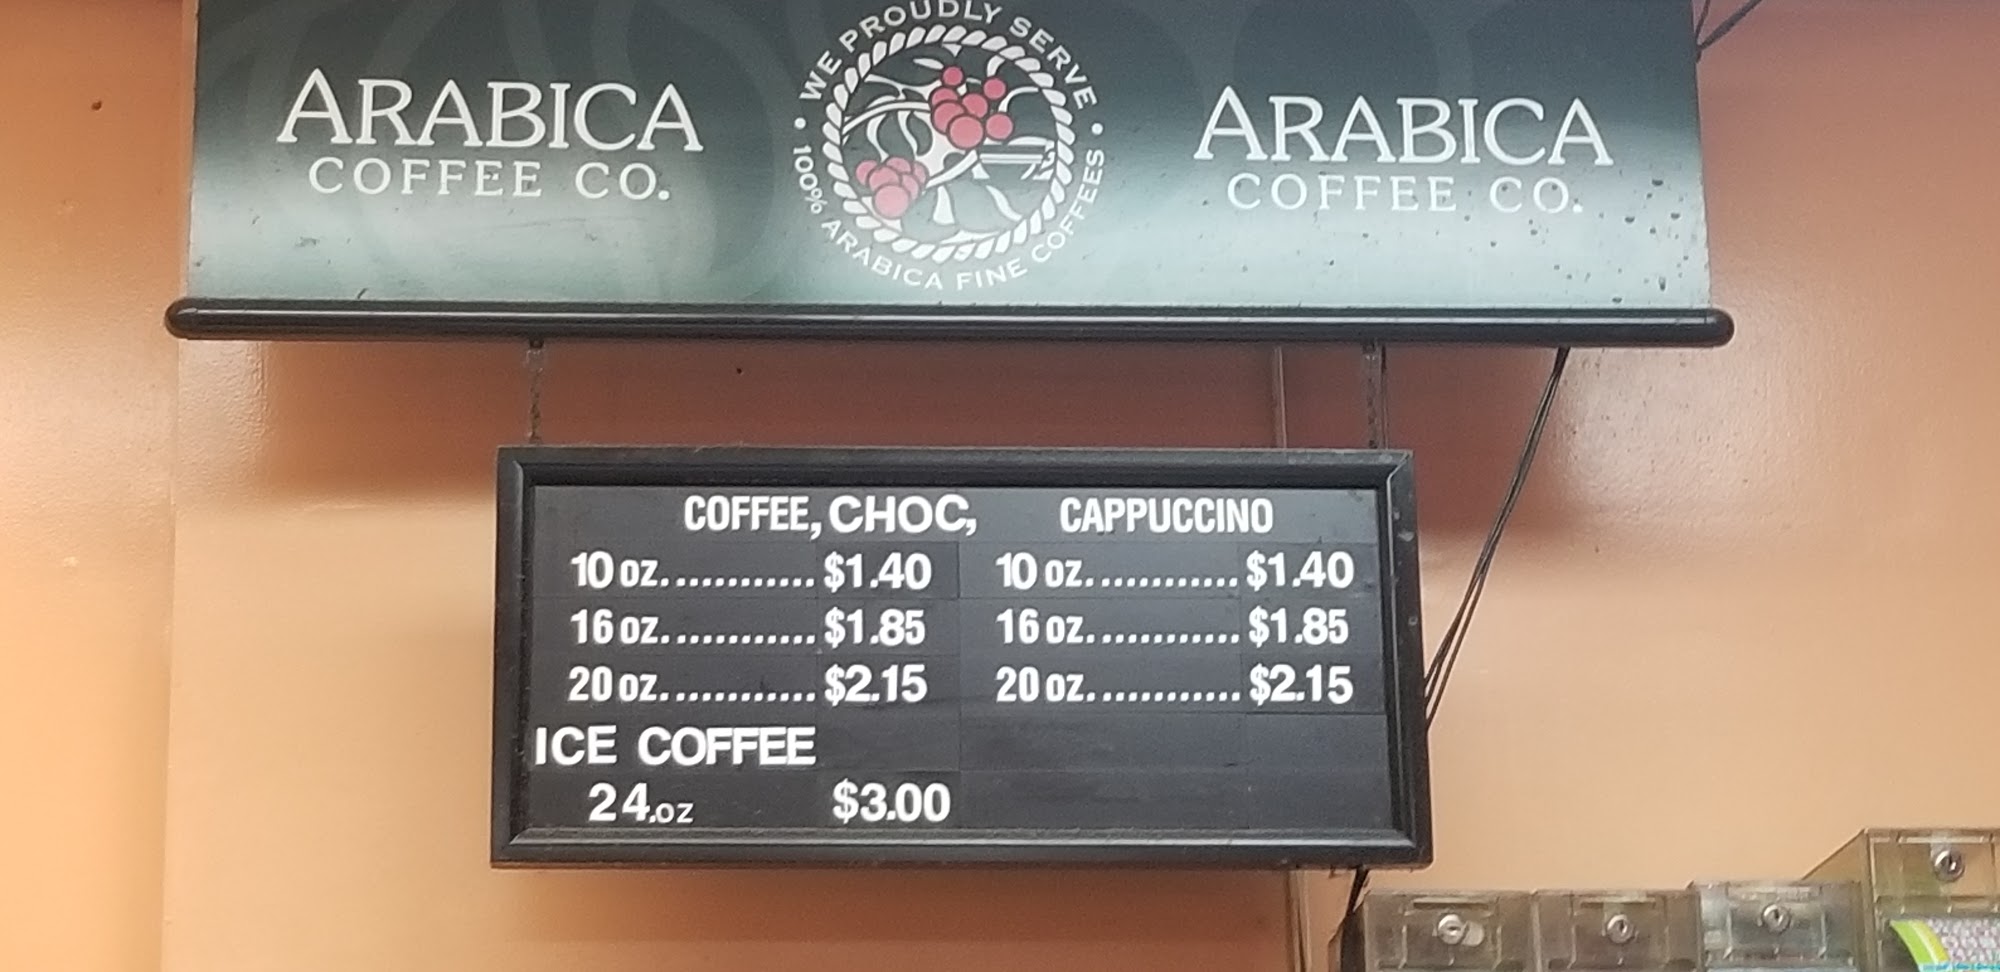 ARABICA
COFFEE CO.
· WE PROUDLY SERVE ·
100% ARABICA FINE COFFEES
ARABICA
COFFEE CO.
COFFEE, CHOC, CAPPUCCINO
10 oz............. $1.40 10 oz............. $1.40
16 oz............. $1.85 16 oz............. $1.85
20 oz............. $2.15 20 oz............. $2.15
ICE COFFEE
24.oz $3.00